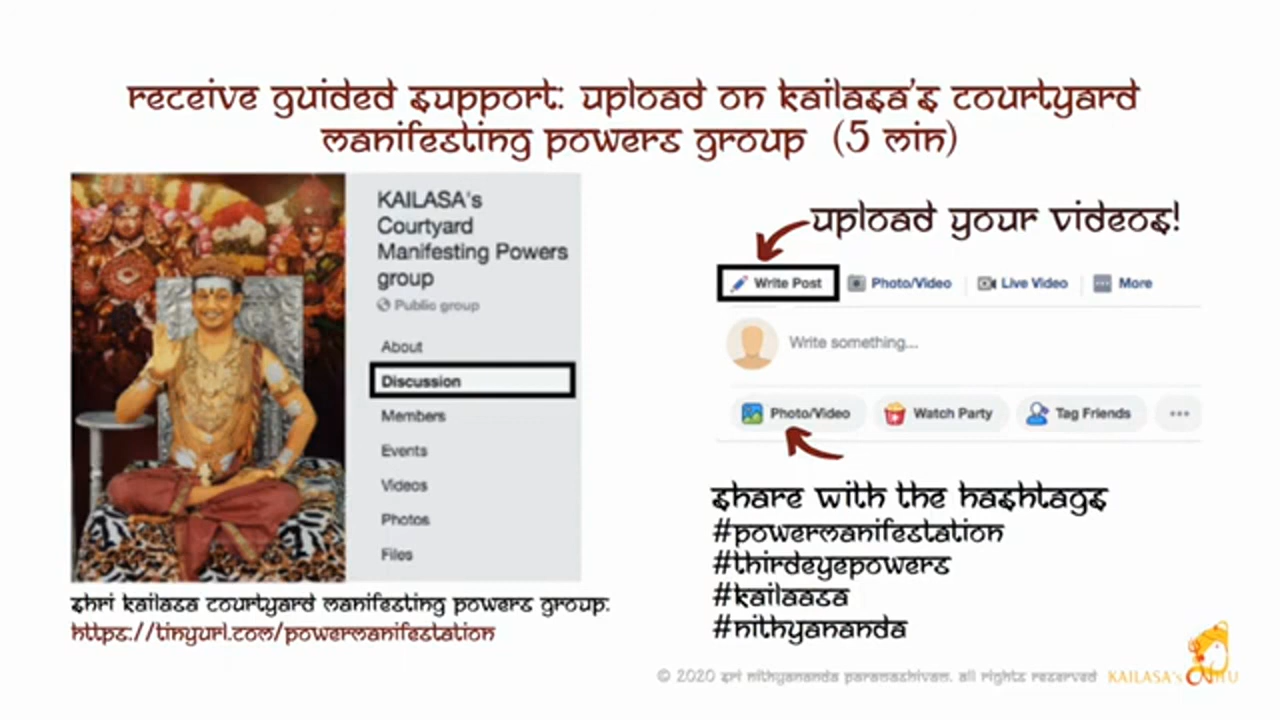 receive guided support: upload on kailasa's courtyard
manifesting powers group (5 min)
KAILASA's
Courtyard
Manifesting Powers
group
Public group
About
Discussion
Members
Events
Videos
Photos
Files
shri kailasa courtyard manifesting powers group:
https://tinyurl.com/powermanifestation
upload your videos!
Write Post
Photo/Video
Live Video
More
Write something...
Photo/Video
Watch Party
Tag Friends
share with the hashtags
#powermanifestation
#thirdeyepowers
#kailaasa
#nithyananda
© 2020 sri nithyananda paramashivam. all rights reserved
KAILASA's